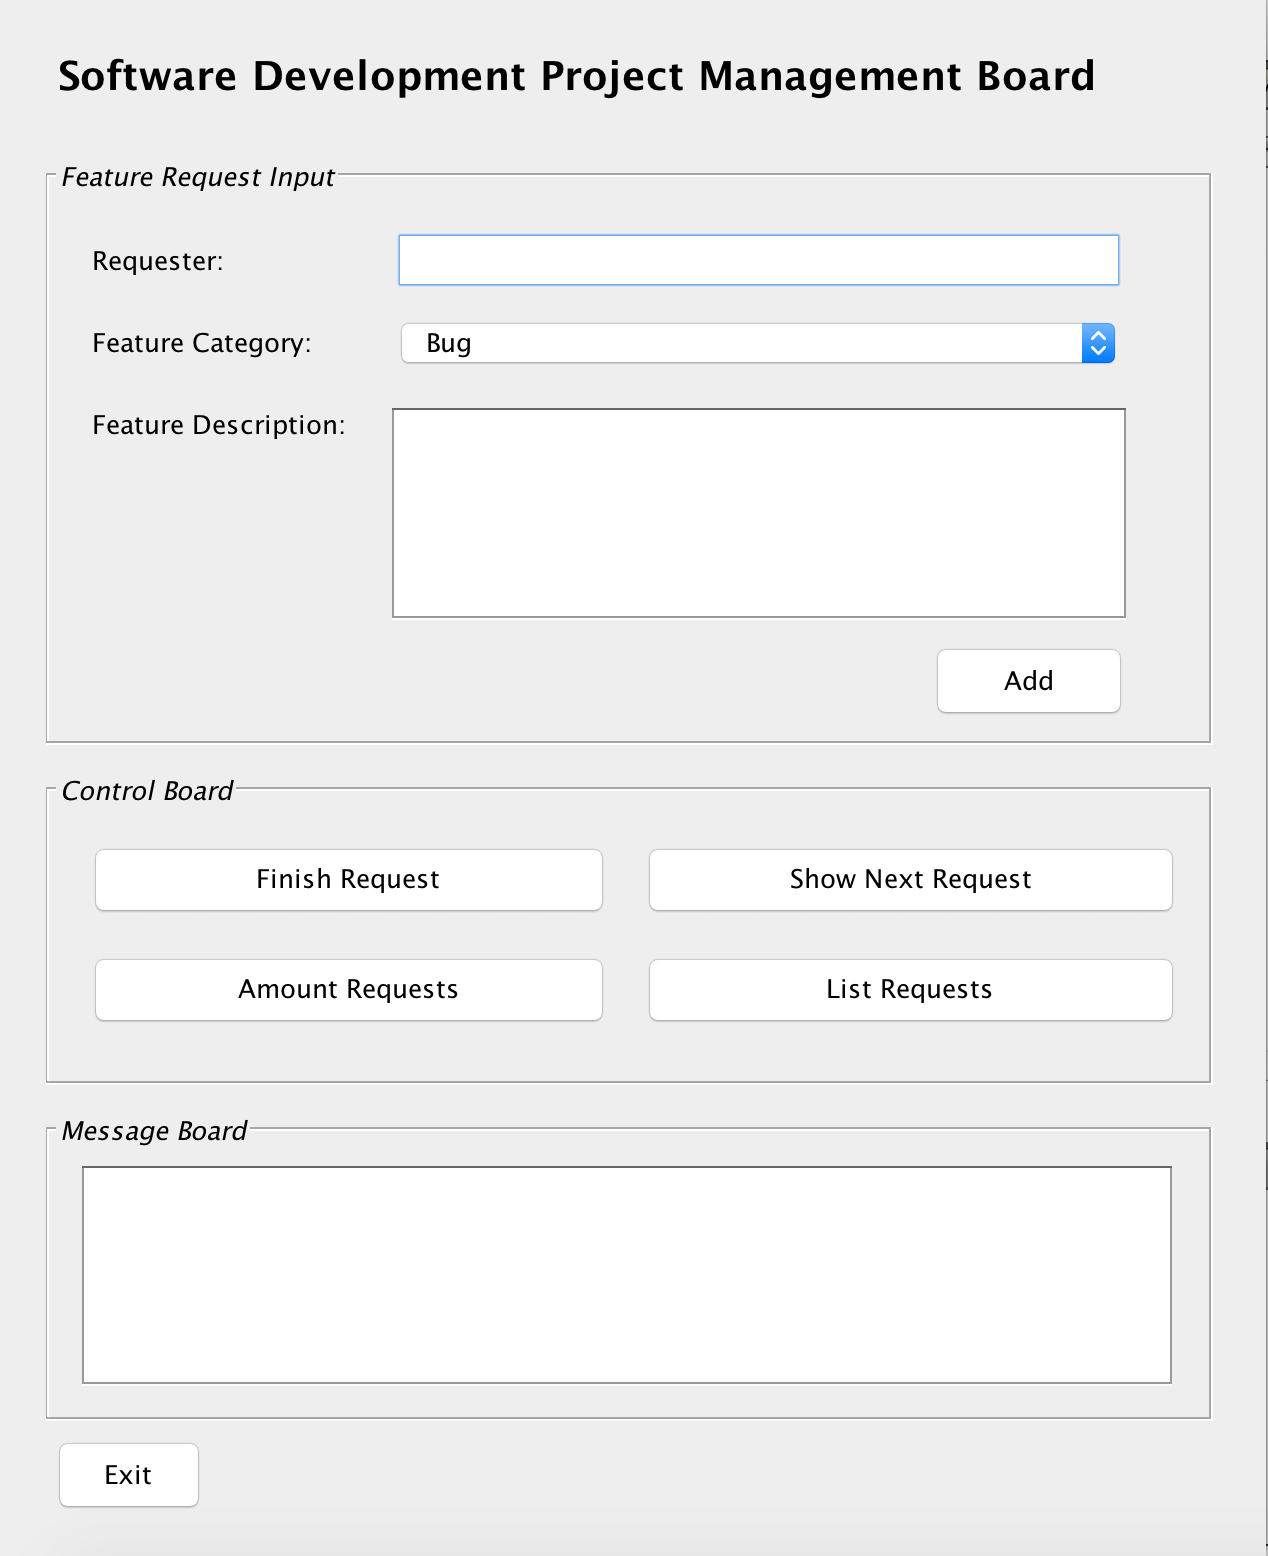 Software Development Project Management Board
Feature Request Input
Requester:
Feature Category:
Bug
Feature Description:
Add
Control Board
Finish Request
Show Next Request
Amount Requests
List Requests
Message Board
Exit